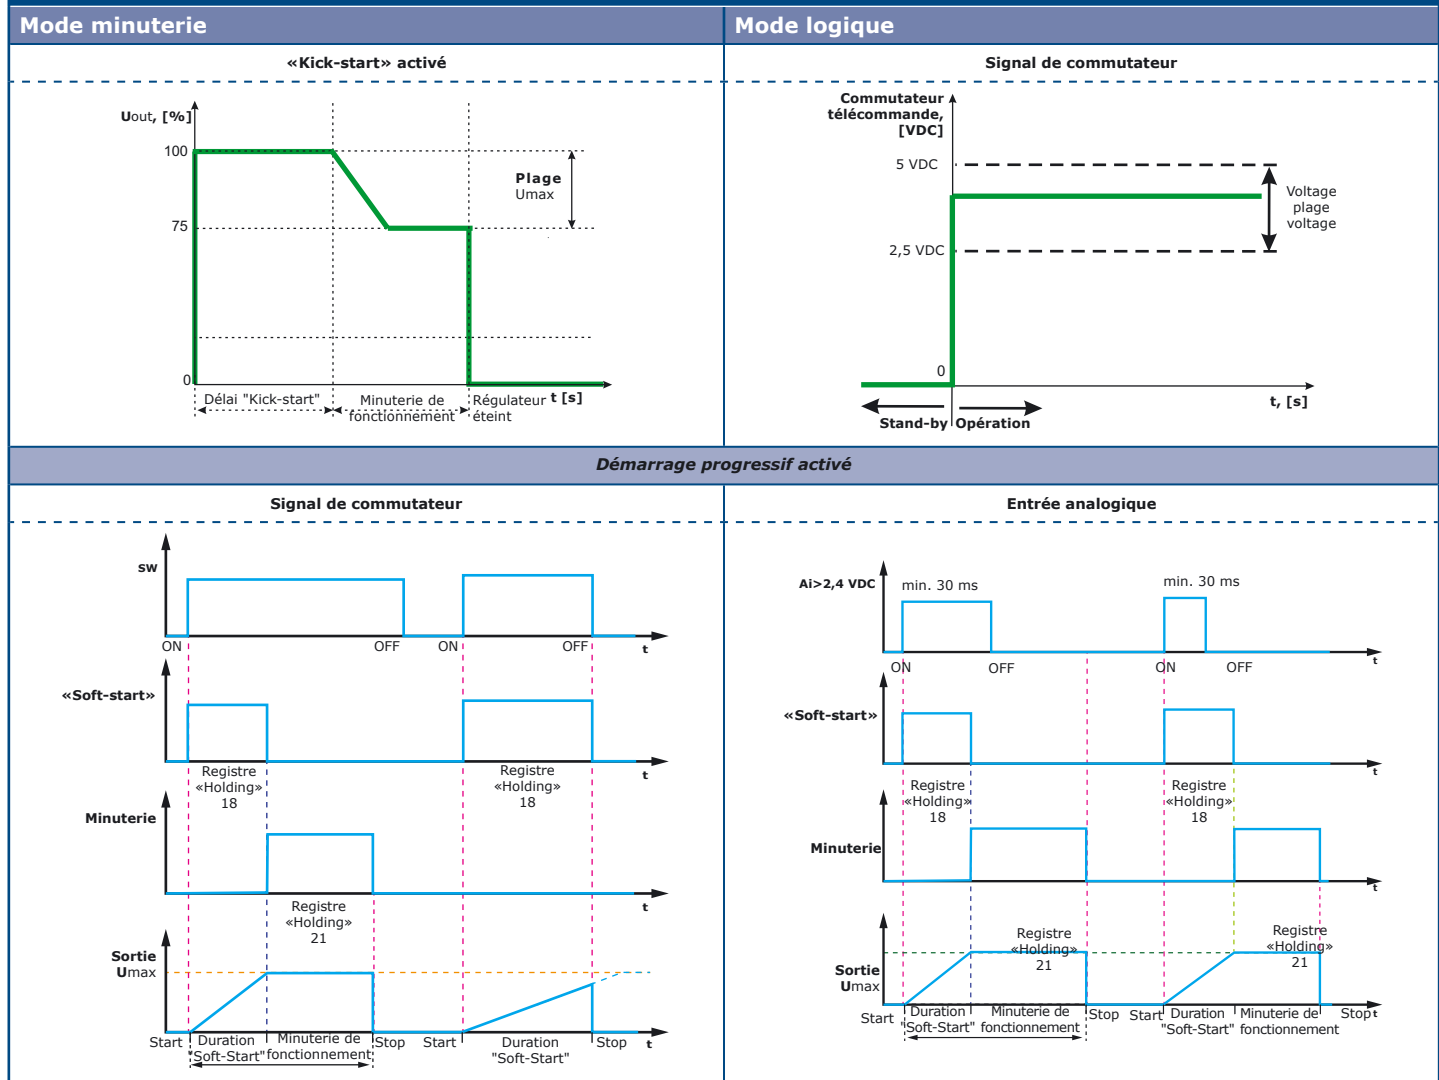 Mode minuterie
Mode logique
«Kick-start» activé
Signal de commutateur
Uout, [%]
100
75
0
Plage
Umax
Délai "Kick-start"
Minuterie de
fonctionnement
Régulateur
éteint
t [s]
Commutateur
télécommande,
[VDC]
5 VDC
2,5 VDC
0
Voltage
plage
voltage
t, [s]
Stand-by
Opération
Démarrage progressif activé
Signal de commutateur
Entrée analogique
sw
ON
OFF
ON
OFF
t
«Soft-start»
t
Registre
«Holding»
18
Registre
«Holding»
18
Minuterie
t
Registre
«Holding»
21
Sortie
Umax
Start
Duration
"Soft-Start"
Minuterie de
fonctionnement
Stop
Start
Duration
"Soft-Start"
Stop
t
Ai>2,4 VDC
min. 30 ms
min. 30 ms
ON
OFF
ON
OFF
t
«Soft-start»
t
Registre
«Holding»
18
Registre
«Holding»
18
Minuterie
t
Registre
«Holding»
21
Registre
«Holding»
21
Sortie
Umax
Start
Duration
"Soft-Start"
Minuterie de
fonctionnement
Stop
Start
Duration
"Soft-Start"
Minuterie de
fonctionnement
Stop
t